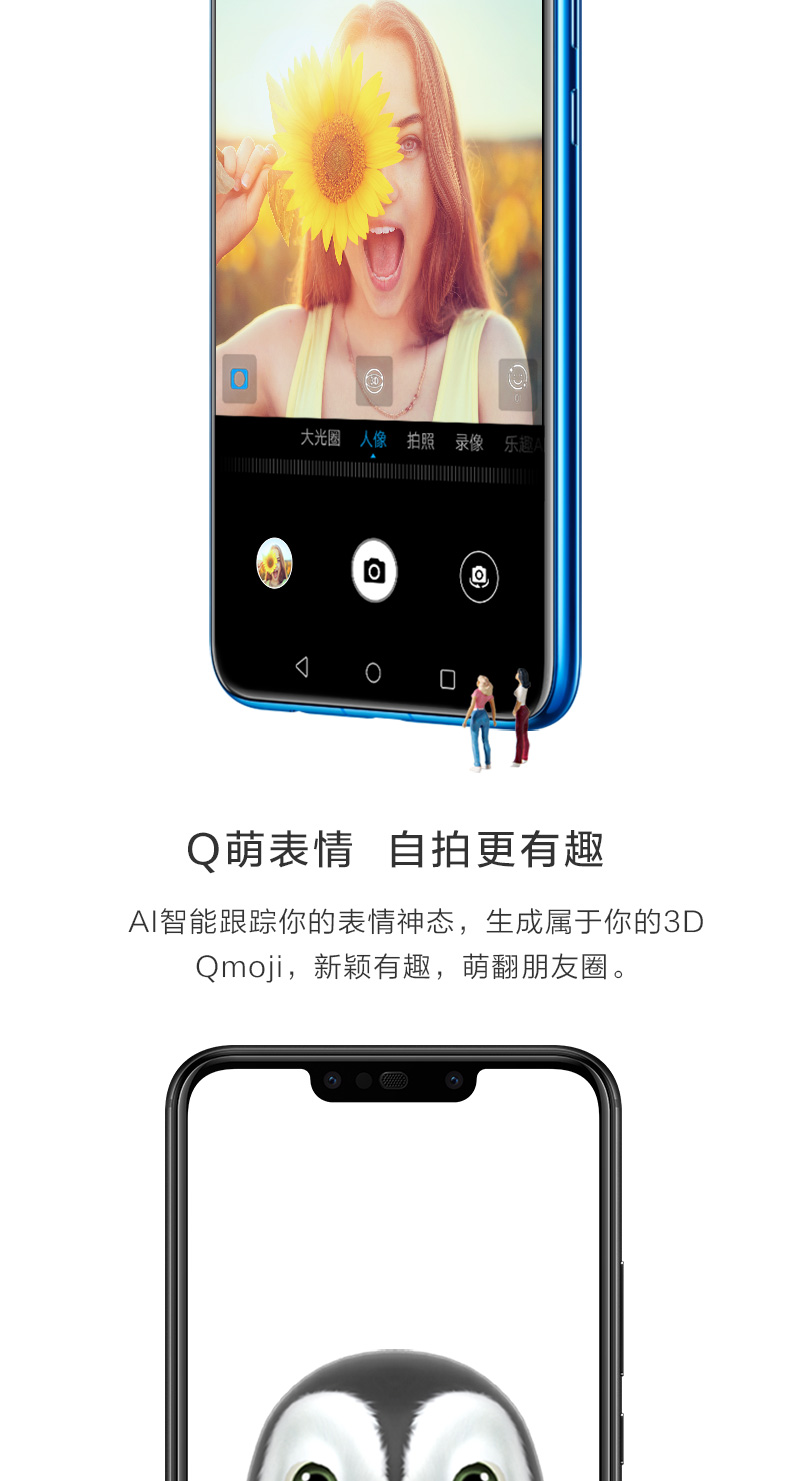 3D
大光圈 人像 拍照 录像 乐趣A
Q萌表情 自拍更有趣
AI智能跟踪你的表情神态，生成属于你的3D
Qmoji，新颖有趣，萌翻朋友圈。